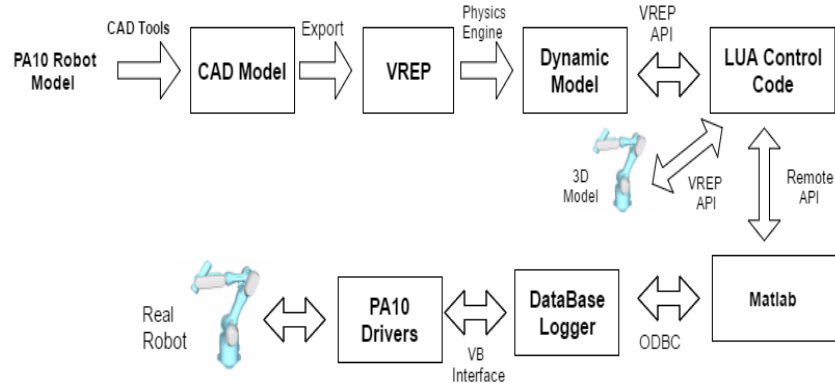 CAD Tools
Export
Physics
Engine
VREP
API
PA10 Robot
Model
CAD Model
VREP
Dynamic
Model
LUA Control
Code
3D
Model
VREP
API
Remote
API
Real
Robot
PA10
Drivers
VB
Interface
DataBase
Logger
ODBC
Matlab